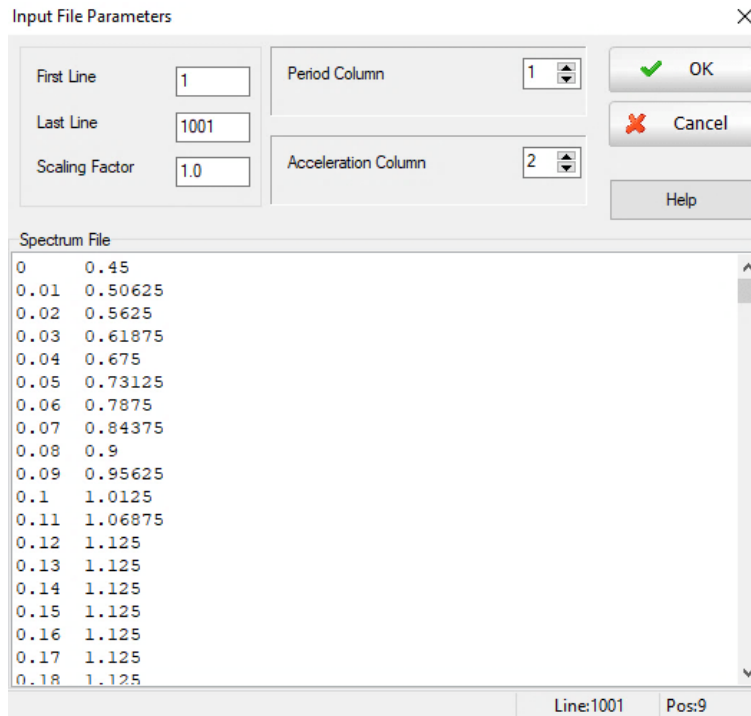 Input File Parameters
First Line 1
Last Line 1001
Scaling Factor 1.0
Period Column 1
Acceleration Column 2
OK
Cancel
Help
Spectrum File
0 0.45
0.01 0.50625
0.02 0.5625
0.03 0.61875
0.04 0.675
0.05 0.73125
0.06 0.7875
0.07 0.84375
0.08 0.9
0.09 0.95625
0.1 1.0125
0.11 1.06875
0.12 1.125
0.13 1.125
0.14 1.125
0.15 1.125
0.16 1.125
0.17 1.125
0.18 1.125
Line:1001 Pos:9